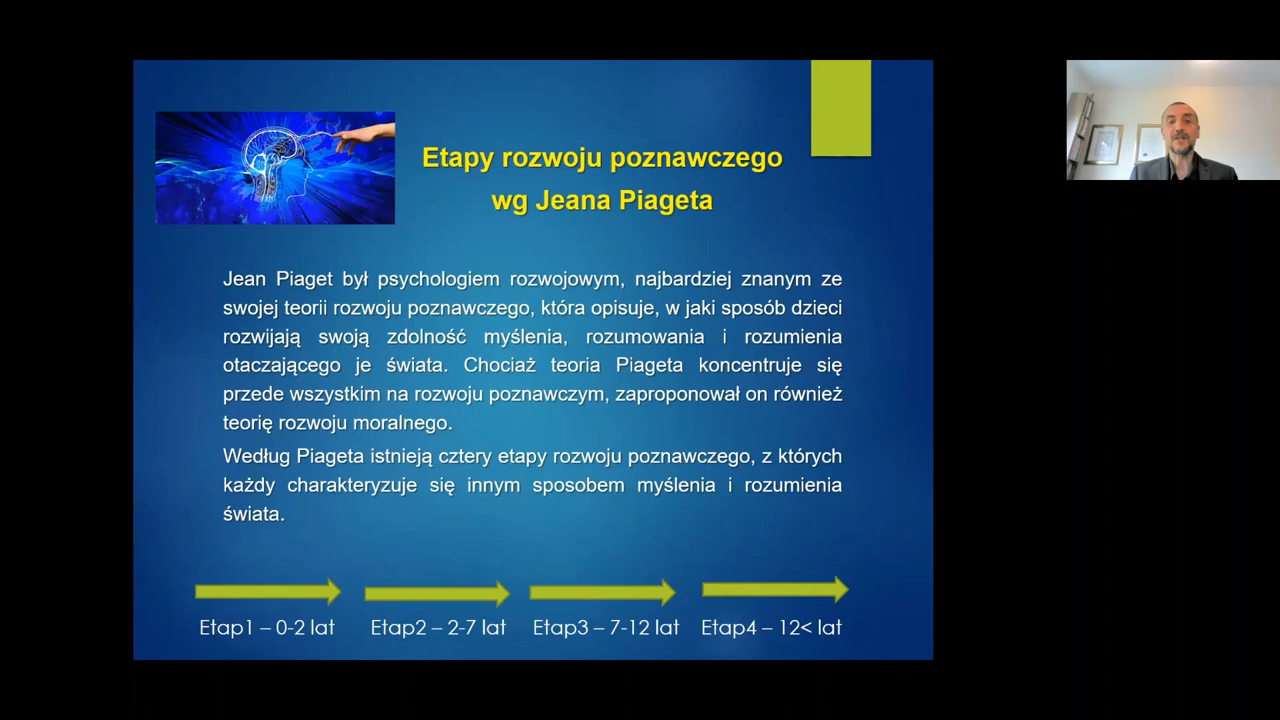 Etapy rozwoju poznawczego
wg Jeana Piageta
Jean Piaget był psychologiem rozwojowym, najbardziej znanym ze
swojej teorii rozwoju poznawczego, która opisuje, w jaki sposób dzieci
rozwijają swoją zdolność myślenia, rozumowania i rozumienia
otaczającego je świata. Chociaż teoria Piageta koncentruje się
przede wszystkim na rozwoju poznawczym, zaproponował on również
teorię rozwoju moralnego.
Według Piageta istnieją cztery etapy rozwoju poznawczego, z których
każdy charakteryzuje się innym sposobem myślenia i rozumienia
świata.
Etap1 – 0-2 lat
Etap2 – 2-7 lat
Etap3 – 7-12 lat
Etap4 – 12< lat